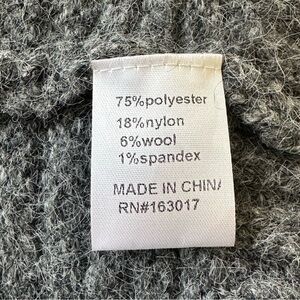 75%polyester
18%nylon
6%wool
1%spandex
MADE IN CHINA
RN#163017